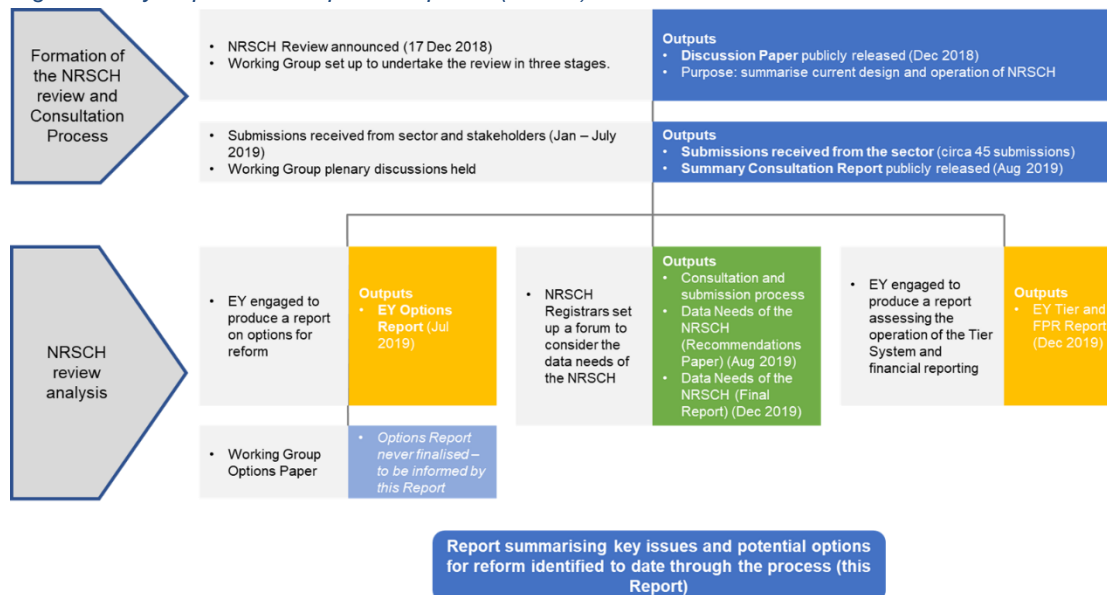 Formation of
the NRSCH
review and
Consultation
Process
• NRSCH Review announced (17 Dec 2018)
• Working Group set up to undertake the review in three stages.
Outputs
• Discussion Paper publicly released (Dec 2018)
• Purpose: summarise current design and operation of NRSCH
• Submissions received from sector and stakeholders (Jan – July
2019)
• Working Group plenary discussions held
Outputs
• Submissions received from the sector (circa 45 submissions)
• Summary Consultation Report publicly released (Aug 2019)
NRSCH
review
analysis
• EY engaged to
produce a report
on options for
reform
Outputs
• EY Options
Report (Jul
2019)
• NRSCH
Registrars set
up a forum to
consider the
data needs of
the NRSCH
Outputs
• Consultation and
submission process
• Data Needs of the
NRSCH
(Recommendations
Paper) (Aug 2019)
• Data Needs of the
NRSCH (Final
Report) (Dec 2019)
• EY engaged to
produce a report
assessing the
operation of the Tier
System and
financial reporting
Outputs
• EY Tier and
FPR Report
(Dec 2019)
• Working Group
Options Paper
• Options Report
never finalised –
to be informed by
this Report
Report summarising key issues and potential options
for reform identified to date through the process (this
Report)